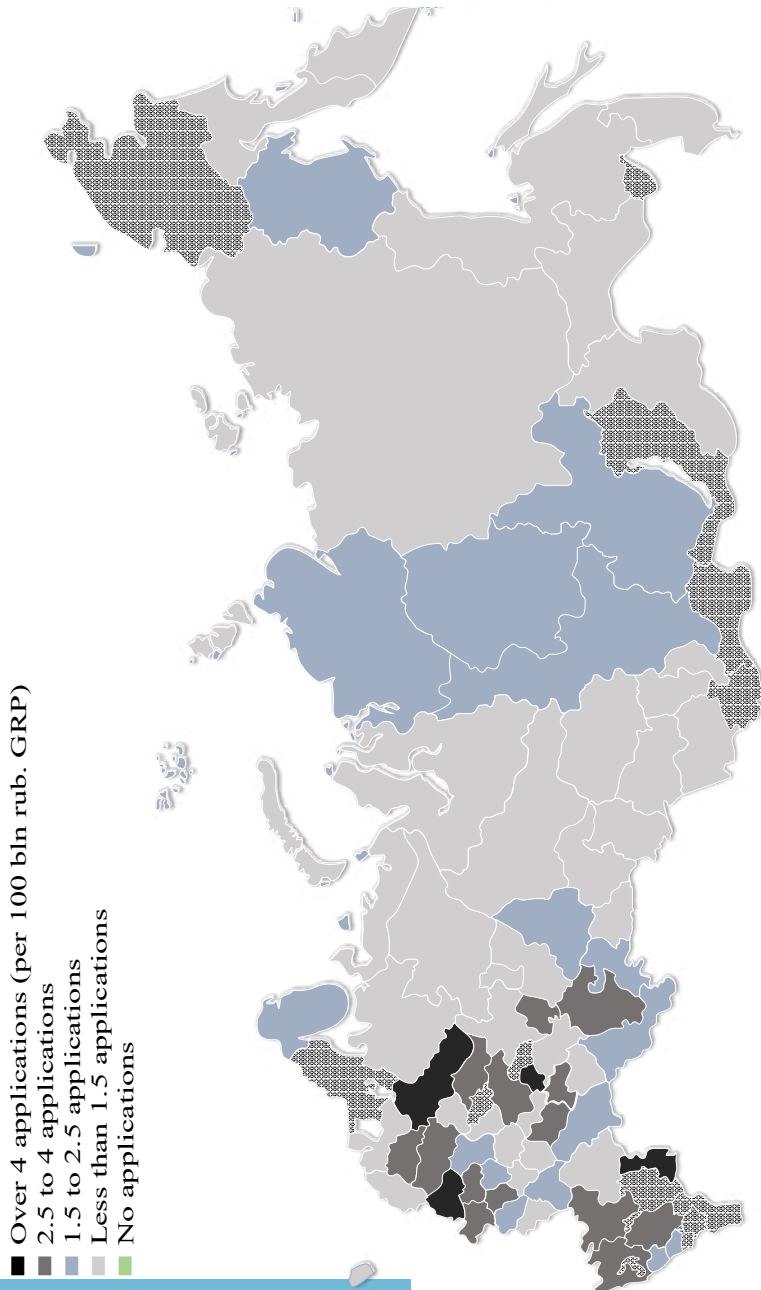 Over 4 applications (per 100 bln rub. GRP)
2.5 to 4 applications
1.5 to 2.5 applications
Less than 1.5 applications
No applications